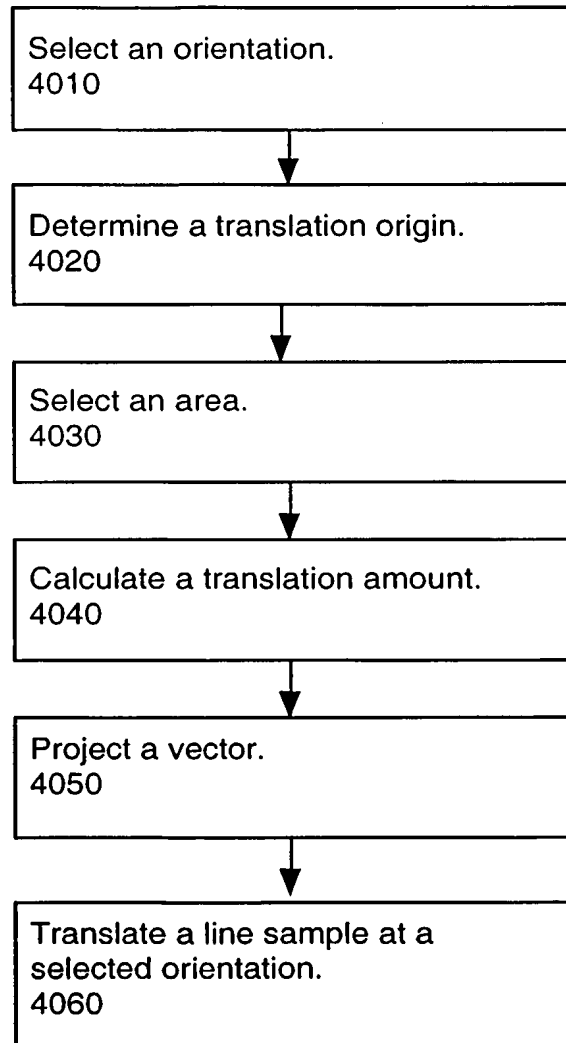 Select an orientation.
4010
Determine a translation origin.
4020
Select an area.
4030
Calculate a translation amount.
4040
Project a vector.
4050
Translate a line sample at a
selected orientation.
4060